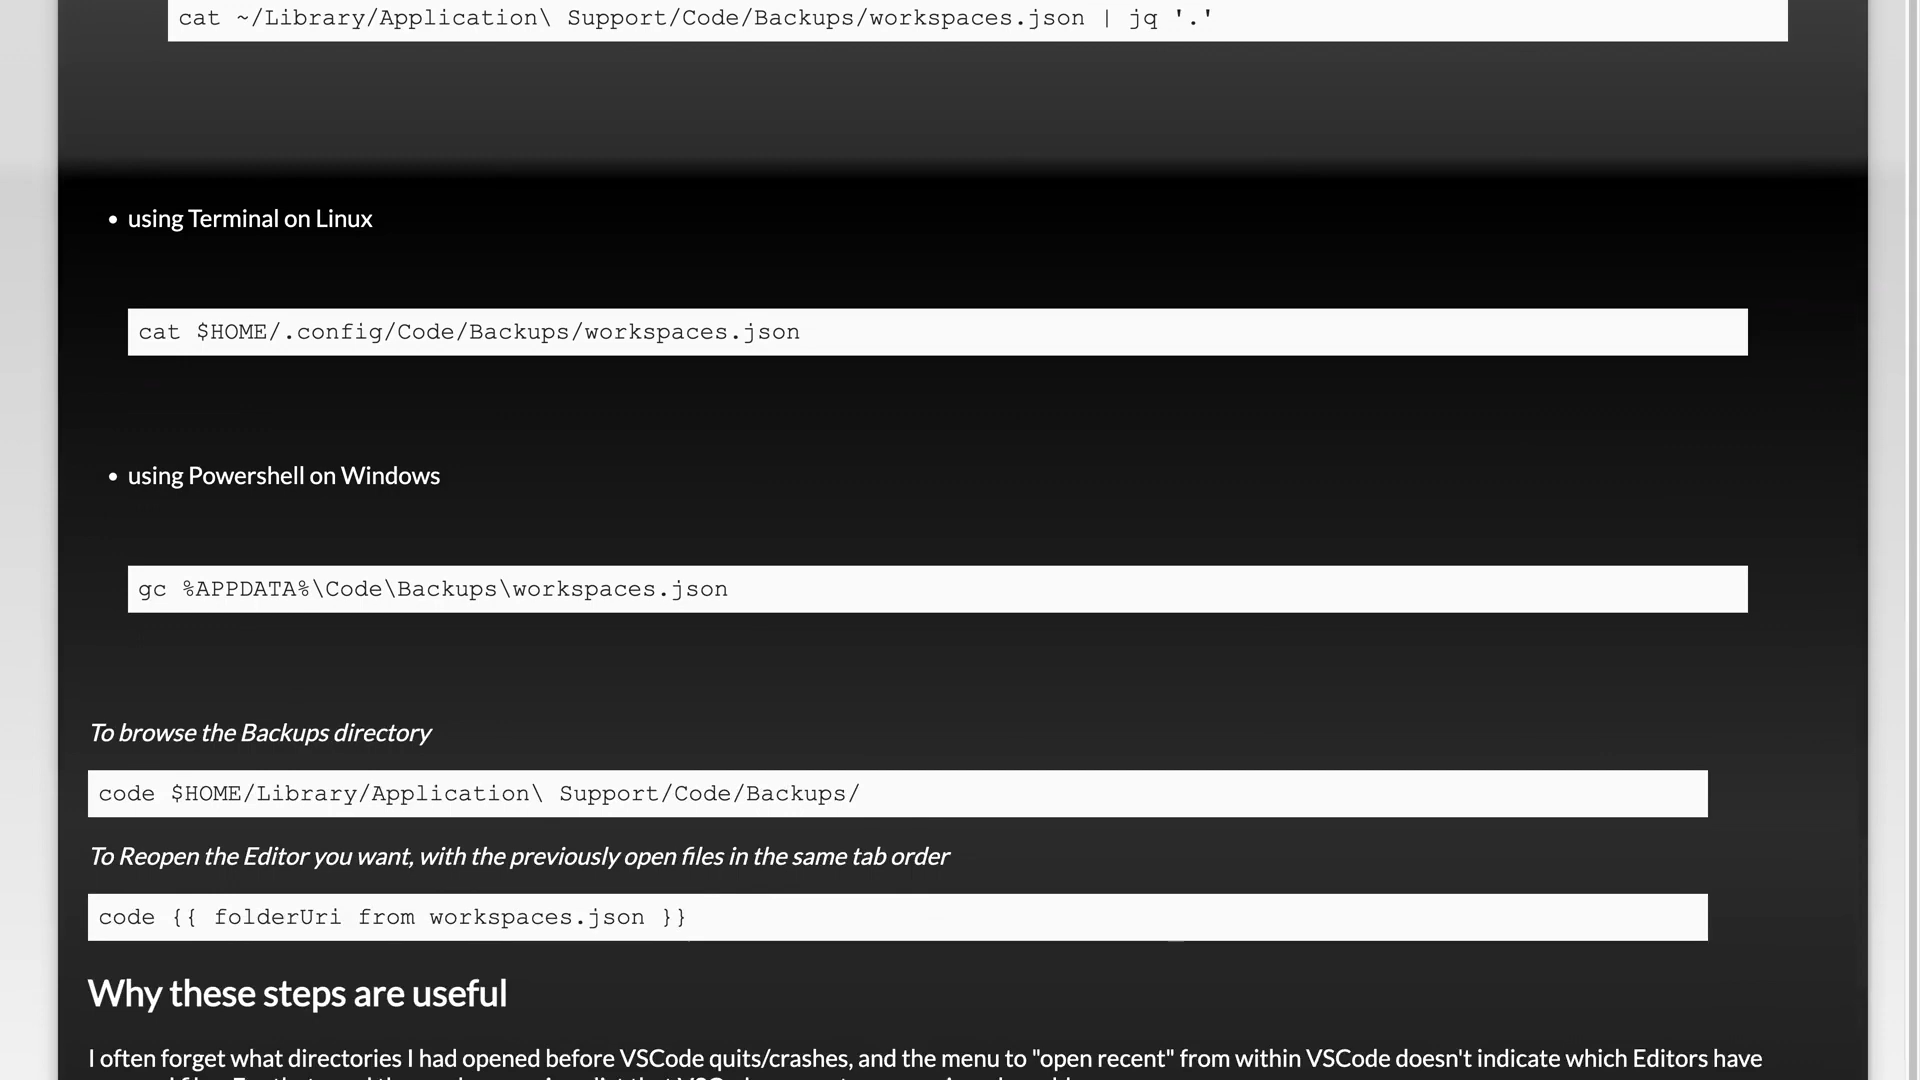 cat ~/Library/Application\ Support/Code/Backups/workspaces.json | jq '.'
• using Terminal on Linux
cat $HOME/.config/Code/Backups/workspaces.json
• using Powershell on Windows
gc %APPDATA%\Code\Backups\workspaces.json
To browse the Backups directory
code $HOME/Library/Application\ Support/Code/Backups/
To Reopen the Editor you want, with the previously open files in the same tab order
code {{ folderUri from workspaces.json }}
Why these steps are useful
I often forget what directories I had opened before VSCode quits/crashes, and the menu to "open recent" from within VSCode doesn't indicate which Editors have